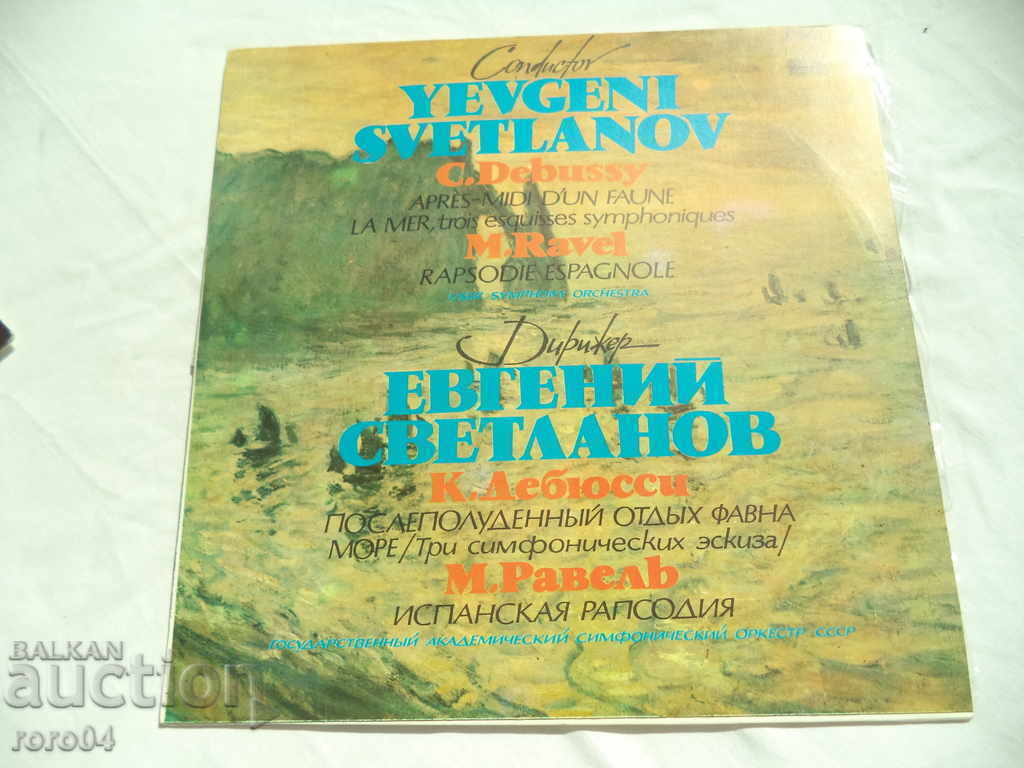 Conductor
YEVGENI
SVETLANOV
C. Debussy
APRÈS-MIDI D'UN FAUNE
LA MER, trois esquisses symphoniques
M. Ravel
RAPSODIE ESPAGNOLE
USSR SYMPHONY ORCHESTRA
Дирижер
ЕВГЕНИЙ
СВЕТЛАНОВ
К. Дебюсси
ПОСЛЕПОЛУДЕННЫЙ ОТДЫХ ФАВНА
МОРЕ /Три симфонических эскиза/
М. Равель
ИСПАНСКАЯ РАПСОДИЯ
ГОСУДАРСТВЕННЫЙ АКАДЕМИЧЕСКИЙ СИМФОНИЧЕСКИЙ ОРКЕСТР СССР
BALKAN
auction
roro04